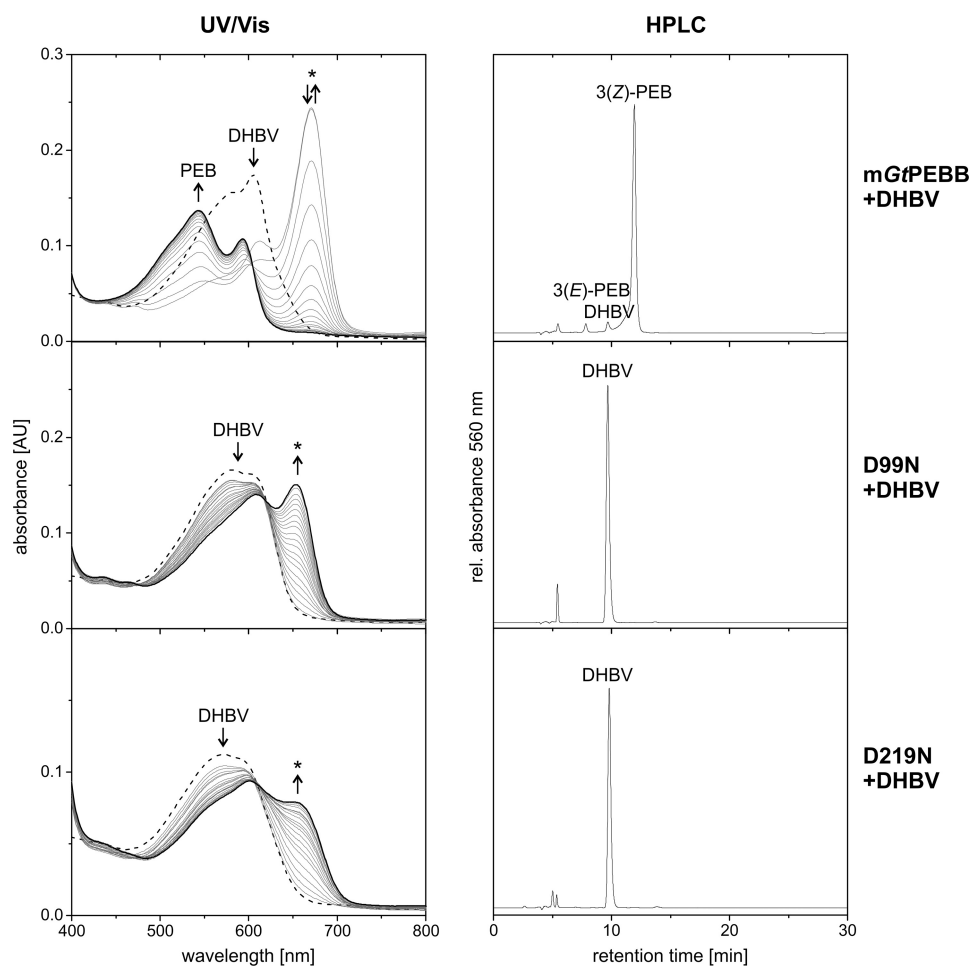 UV/Vis
HPLC
0.3
0.2
0.1
0.0
PEB
DHBV
*
3(Z)-PEB
3(E)-PEB
DHBV
mGtPEBB
+DHBV
absorbance [AU]
0.2
0.1
0.0
DHBV
*
rel. absorbance 560 nm
DHBV
D99N
+DHBV
0.1
0.0
DHBV
*
DHBV
D219N
+DHBV
400 500 600 700 800
wavelength [nm]
0 10 20 30
retention time [min]